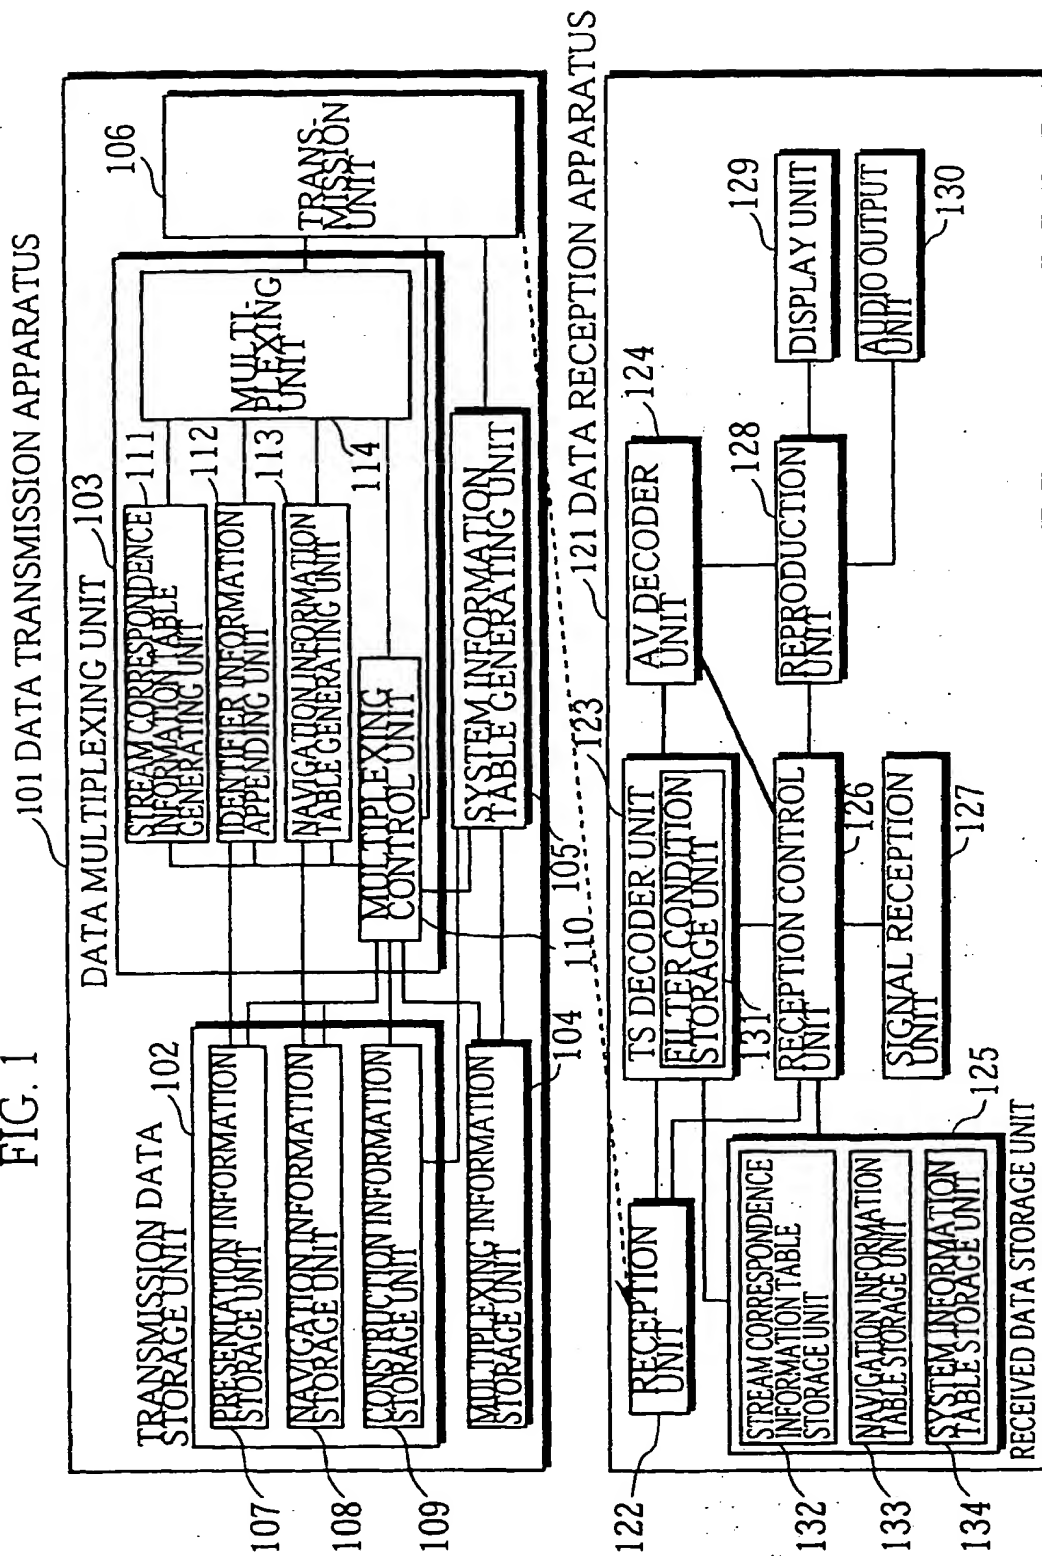 FIG. 1
101 DATA TRANSMISSION APPARATUS
DATA MULTIPLEXING UNIT
103
TRANSMISSION DATA
STORAGE UNIT
102
PRESENTATION INFORMATION
STORAGE UNIT
107
NAVIGATION INFORMATION
STORAGE UNIT
108
CONSTRUCTION INFORMATION
STORAGE UNIT
109
MULTIPLEXING INFORMATION
STORAGE UNIT
104
STREAM CORRESPONDENCE
INFORMATION TABLE
GENERATING UNIT
111
IDENTIFIER INFORMATION
APPENDING UNIT
112
NAVIGATION INFORMATION
TABLE GENERATING UNIT
113
MULTIPLEXING
CONTROL UNIT
110
MULTI-
PLEXING
UNIT
114
SYSTEM INFORMATION
TABLE GENERATING UNIT
105
TRANS-
MISSION
UNIT
106
121 DATA RECEPTION APPARATUS
RECEPTION
UNIT
122
TS DECODER UNIT
123
FILTER CONDITION
STORAGE UNIT
131
AV DECODER
UNIT
124
RECEPTION CONTROL
UNIT
126
SIGNAL RECEPTION
UNIT
127
REPRODUCTION
UNIT
128
DISPLAY UNIT
129
AUDIO OUTPUT
UNIT
130
125
STREAM CORRESPONDENCE
INFORMATION TABLE
STORAGE UNIT
132
NAVIGATION INFORMATION
TABLE STORAGE UNIT
133
SYSTEM INFORMATION
TABLE STORAGE UNIT
134
RECEIVED DATA STORAGE UNIT